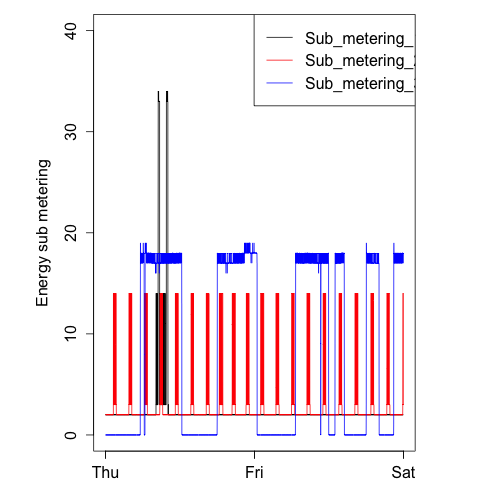 40
30
20
10
0
Energy sub metering
Sub_metering_
Sub_metering_
Sub_metering_
Thu Fri Sat